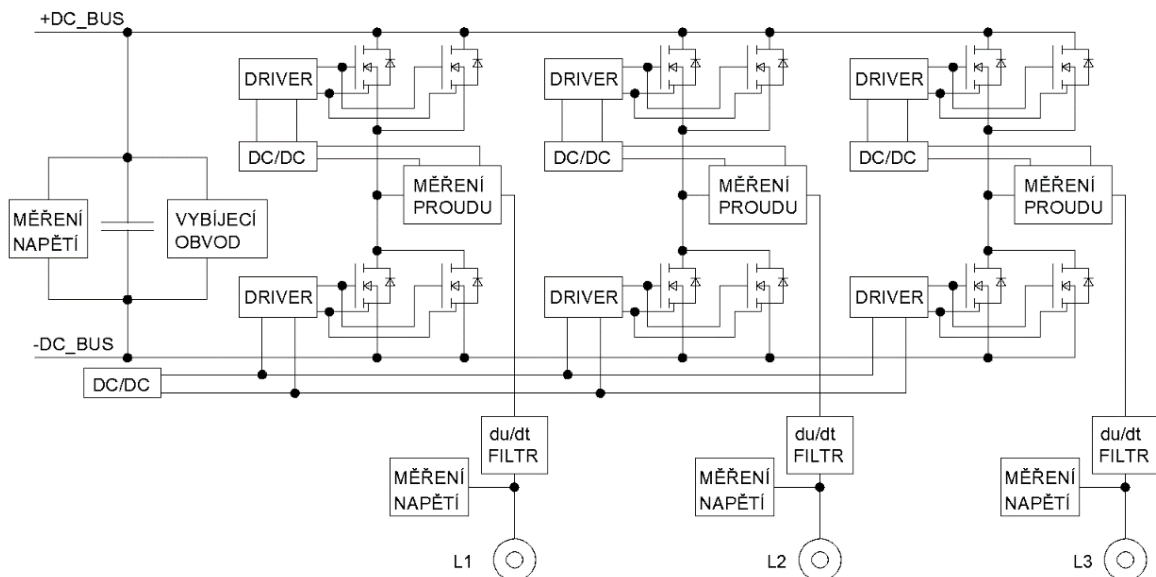 +DC_BUS
DRIVER
DRIVER
DRIVER
DC/DC
DC/DC
DC/DC
MĚŘENÍ
PROUDU
MĚŘENÍ
PROUDU
MĚŘENÍ
PROUDU
MĚŘENÍ
NAPĚTÍ
VYBÍJECÍ
OBVOD
DRIVER
DRIVER
DRIVER
-DC_BUS
DC/DC
du/dt
FILTR
du/dt
FILTR
du/dt
FILTR
MĚŘENÍ
NAPĚTÍ
MĚŘENÍ
NAPĚTÍ
MĚŘENÍ
NAPĚTÍ
L1
L2
L3